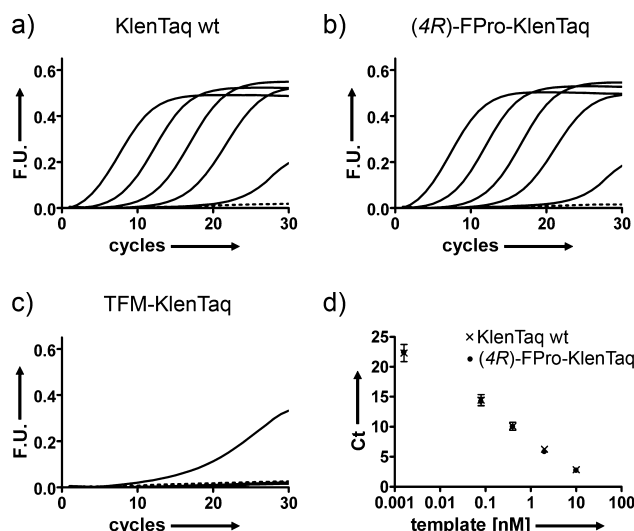 a) KlenTaq wt
0.6
0.4
0.2
0.0
F.U.
0 10 20 30
cycles
b) (4R)-FPro-KlenTaq
0.6
0.4
0.2
0.0
F.U.
0 10 20 30
cycles
c) TFM-KlenTaq
0.6
0.4
0.2
0.0
F.U.
0 10 20 30
cycles
d)
× KlenTaq wt
• (4R)-FPro-KlenTaq
25
20
15
10
5
0
Ct
0.001 0.1 1 10 100
template [nM]